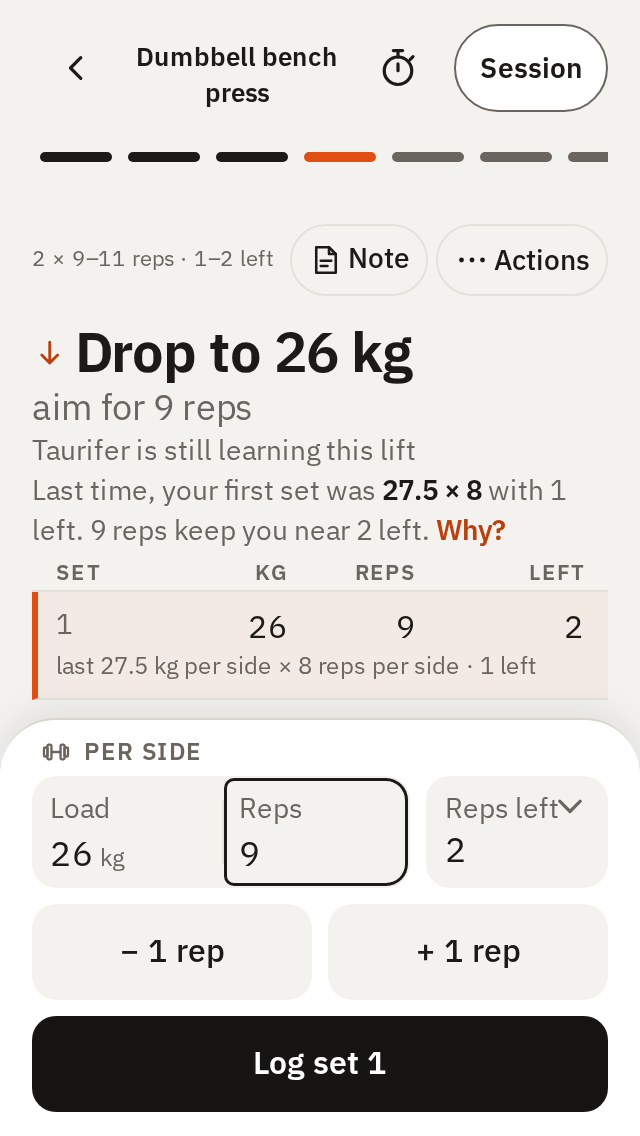 Dumbbell bench
press
Session
2 × 9–11 reps · 1–2 left
Note
Actions
Drop to 26 kg
aim for 9 reps
Taurifer is still learning this lift
Last time, your first set was 27.5 × 8 with 1
left. 9 reps keep you near 2 left. Why?
SET KG REPS LEFT
1 26 9 2
last 27.5 kg per side × 8 reps per side · 1 left
PER SIDE
Load Reps Reps left
26 kg 9 2
− 1 rep + 1 rep
Log set 1